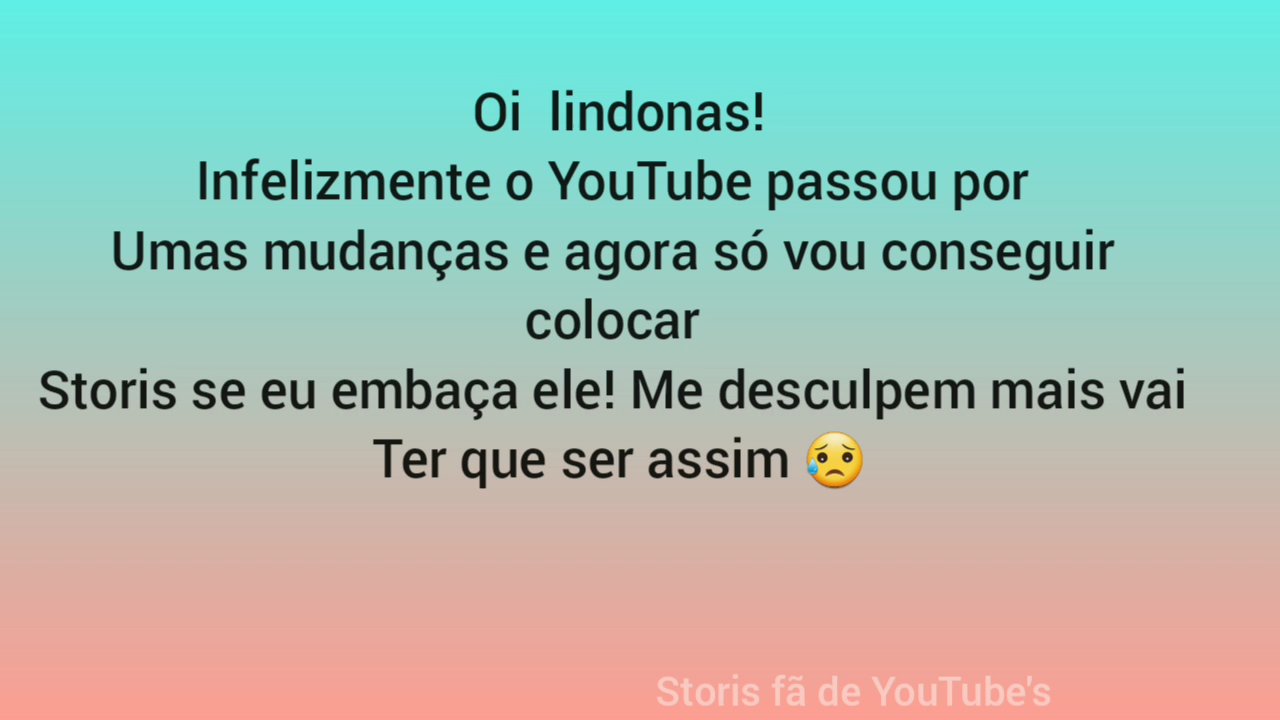 Oi lindonas!
Infelizmente o YouTube passou por
Umas mudanças e agora só vou conseguir
colocar
Storis se eu embaça ele! Me desculpem mais vai
Ter que ser assim 😥
Storis fã de YouTube's